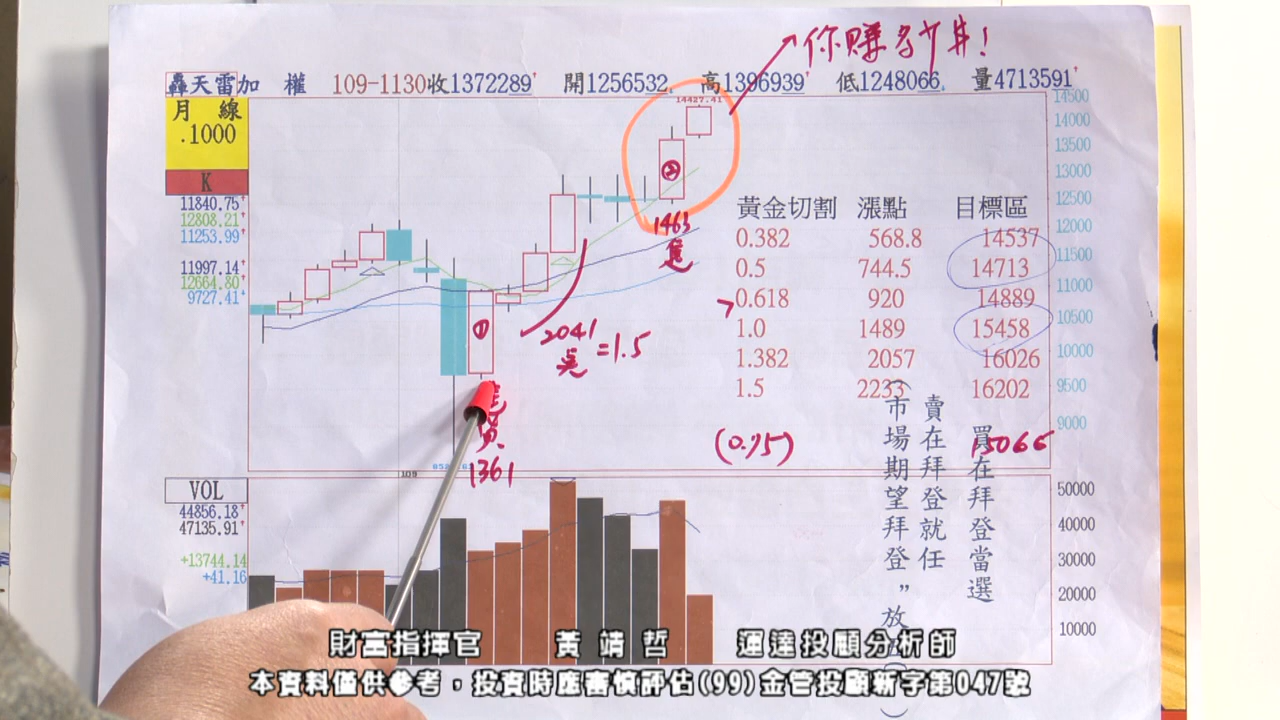 你賺多少点!
轟天雷加 權 109-1130收1372289 開1256532 高1396939 低1248066 量4713591
月 線
.1000
K
11840.75
12808.21
11253.99
11997.14
12664.80
9727.41
14427.41
14500
14000
13500
13000
12500
12000
11500
11000
10500
10000
9500
9000
黃金切割 漲點 目標區
0.382 568.8 14537
0.5 744.5 14713
0.618 920 14889
1.0 1489 15458
1.382 2057 16026
1.5 2233 16202
①
②
1463
2041
=1.5
1361
(0.75)
15066
買在拜登當選
賣在拜登就任
109
VOL
44856.18
47135.91
+13744.14
+41.16
50000
40000
30000
20000
10000
財富指揮官 黃靖哲 運達投顧分析師
本資料僅供參考，投資時應審慎評估(99)金管投顧新字第047號